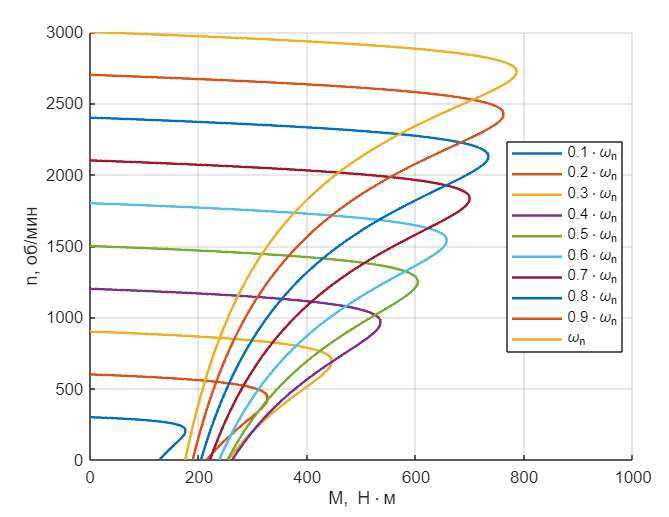 3000
2500
2000
1500
1000
500
0
n, об/мин
0.1 · ωn
0.2 · ωn
0.3 · ωn
0.4 · ωn
0.5 · ωn
0.6 · ωn
0.7 · ωn
0.8 · ωn
0.9 · ωn
ωn
0 200 400 600 800 1000
М, Н · м